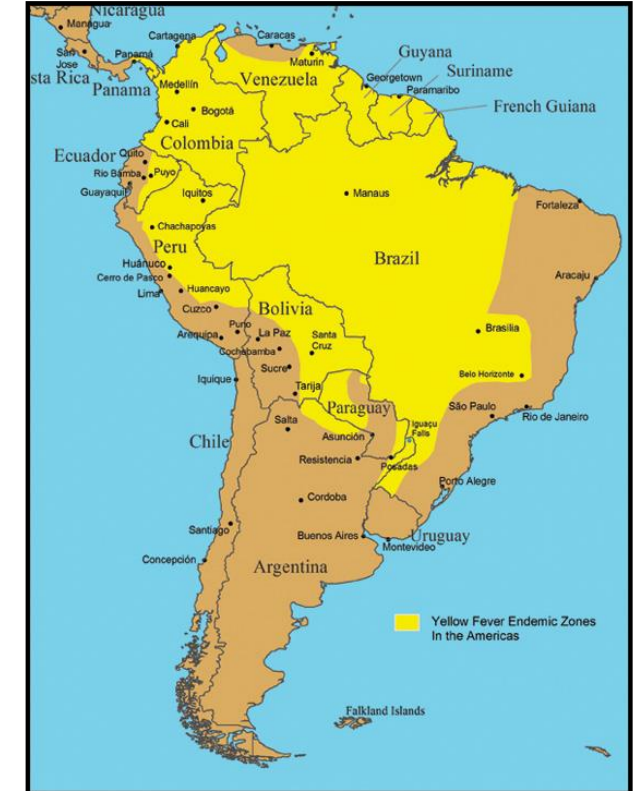 Nicaragua
Managua
Cartagena
Caracas
San
Jose
Panamá
Maturin
Guyana
sta Rica
Panama
Venezuela
Georgetown
Suriname
Medellín
Paramaribo
French Guiana
Bogotá
Cali
Colombia
Ecuador
Quito
Rio Bamba
Puyo
Guayaquil
Iquitos
Manaus
Fortaleza
Chachapoyas
Peru
Brazil
Huánuco
Cerro de Pasco
Aracaju
Lima
Huancayo
Cuzco
Bolivia
Puno
La Paz
Santa
Cruz
Brasilia
Arequipa
Cochebamba
Sucre
Belo Horizonte
Iquique
Tarija
Paraguay
São Paulo
Rio de Janeiro
Salta
Iguaçu
Falls
Chile
Asunción
Resistencia
Posadas
Porto Alegre
Cordoba
Santiago
Buenos Aires
Uruguay
Montevideo
Concepción
Argentina
Yellow Fever Endemic Zones
In the Americas
Falkland Islands